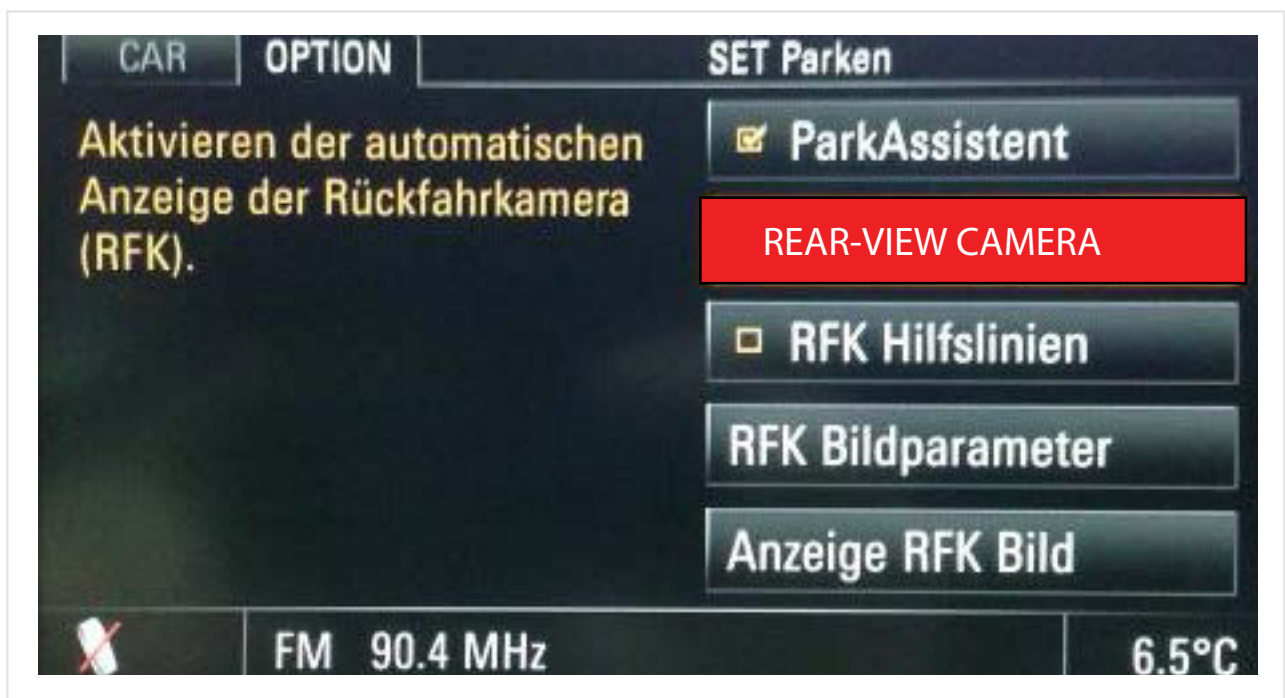 CAR
OPTION
SET Parken
Aktivieren der automatischen
Anzeige der Rückfahrkamera
(RFK).
ParkAssistent
REAR-VIEW CAMERA
RFK Hilfslinien
RFK Bildparameter
Anzeige RFK Bild
FM 90.4 MHz
6.5°C